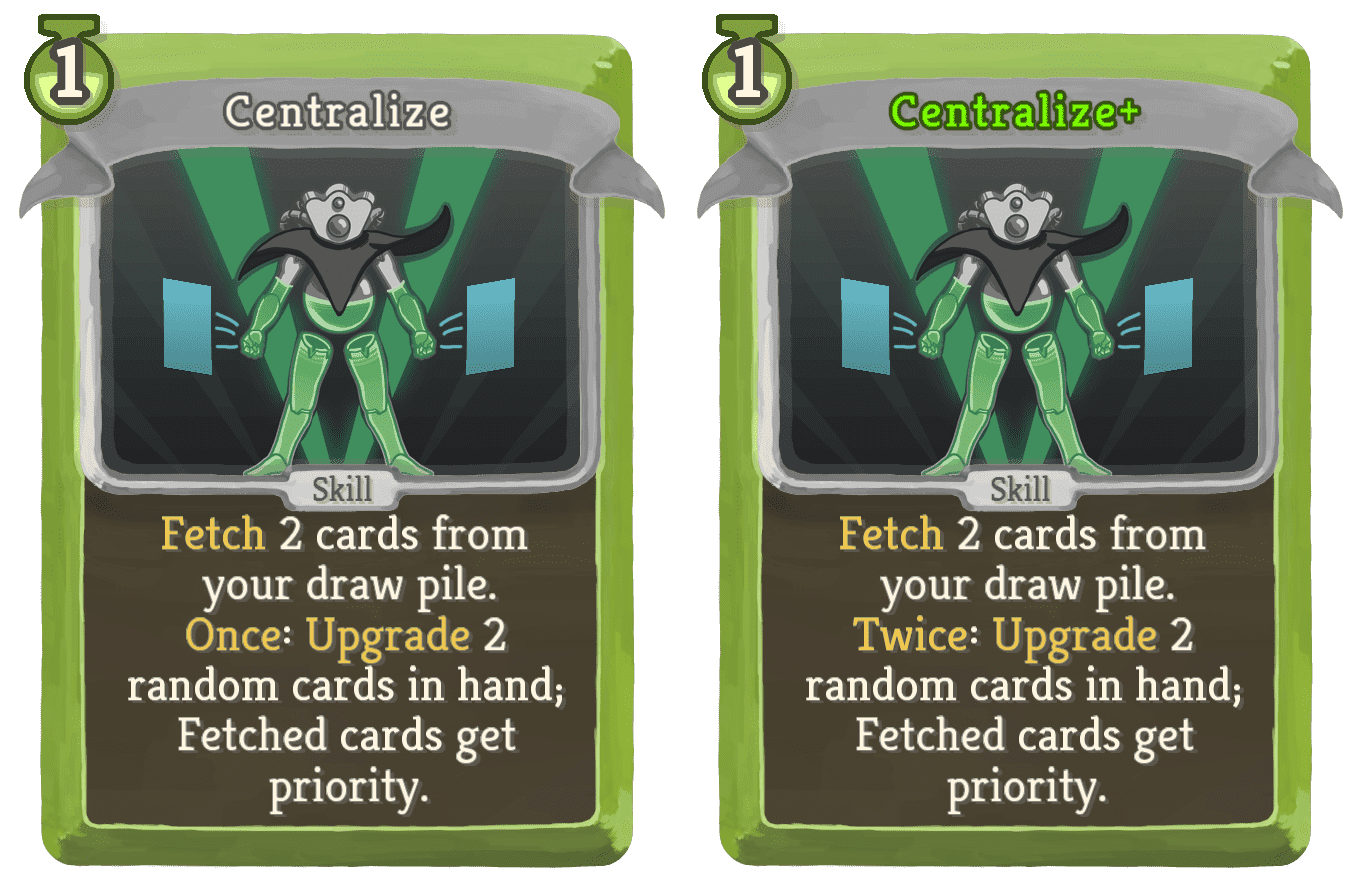 1
Centralize
Skill
Fetch 2 cards from
your draw pile.
Once: Upgrade 2
random cards in hand;
Fetched cards get
priority.
1
Centralize+
Skill
Fetch 2 cards from
your draw pile.
Twice: Upgrade 2
random cards in hand;
Fetched cards get
priority.